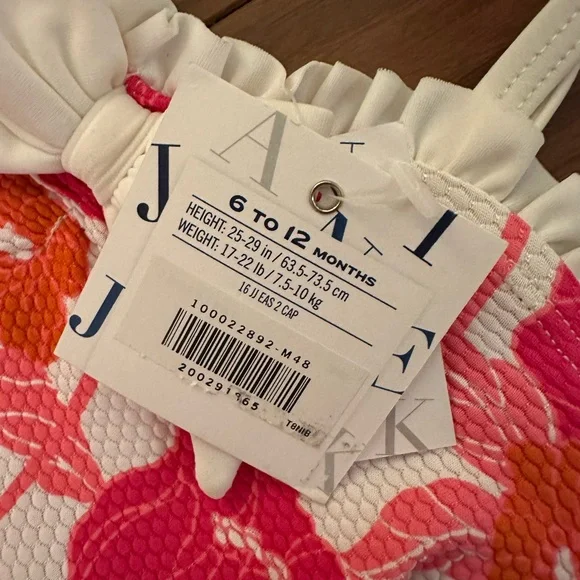 6 TO 12 MONTHS
HEIGHT: 25-29 in / 63.5-73.5 cm
WEIGHT: 17-22 lb / 7.5-10 kg
16 JJ EAS 2 CAP
100022892-M48
T8NIB
A
J
J
E
K